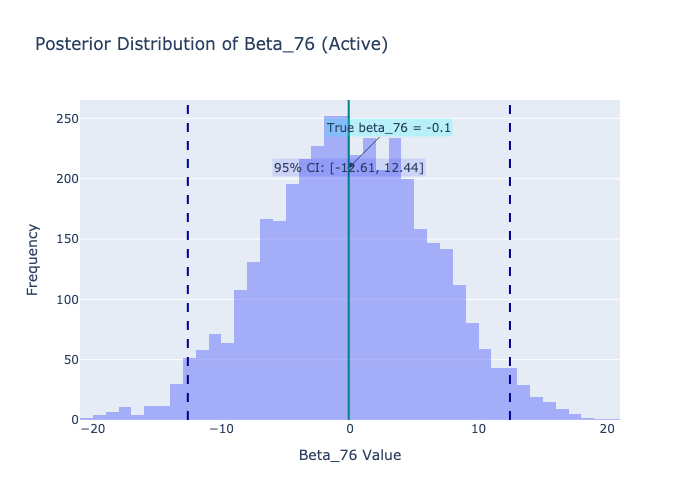 Posterior Distribution of Beta_76 (Active)
250
True beta_76 = -0.1
95% CI: [-12.61, 12.44]
200
150
100
50
0
Frequency
−20
−10
0
10
20
Beta_76 Value